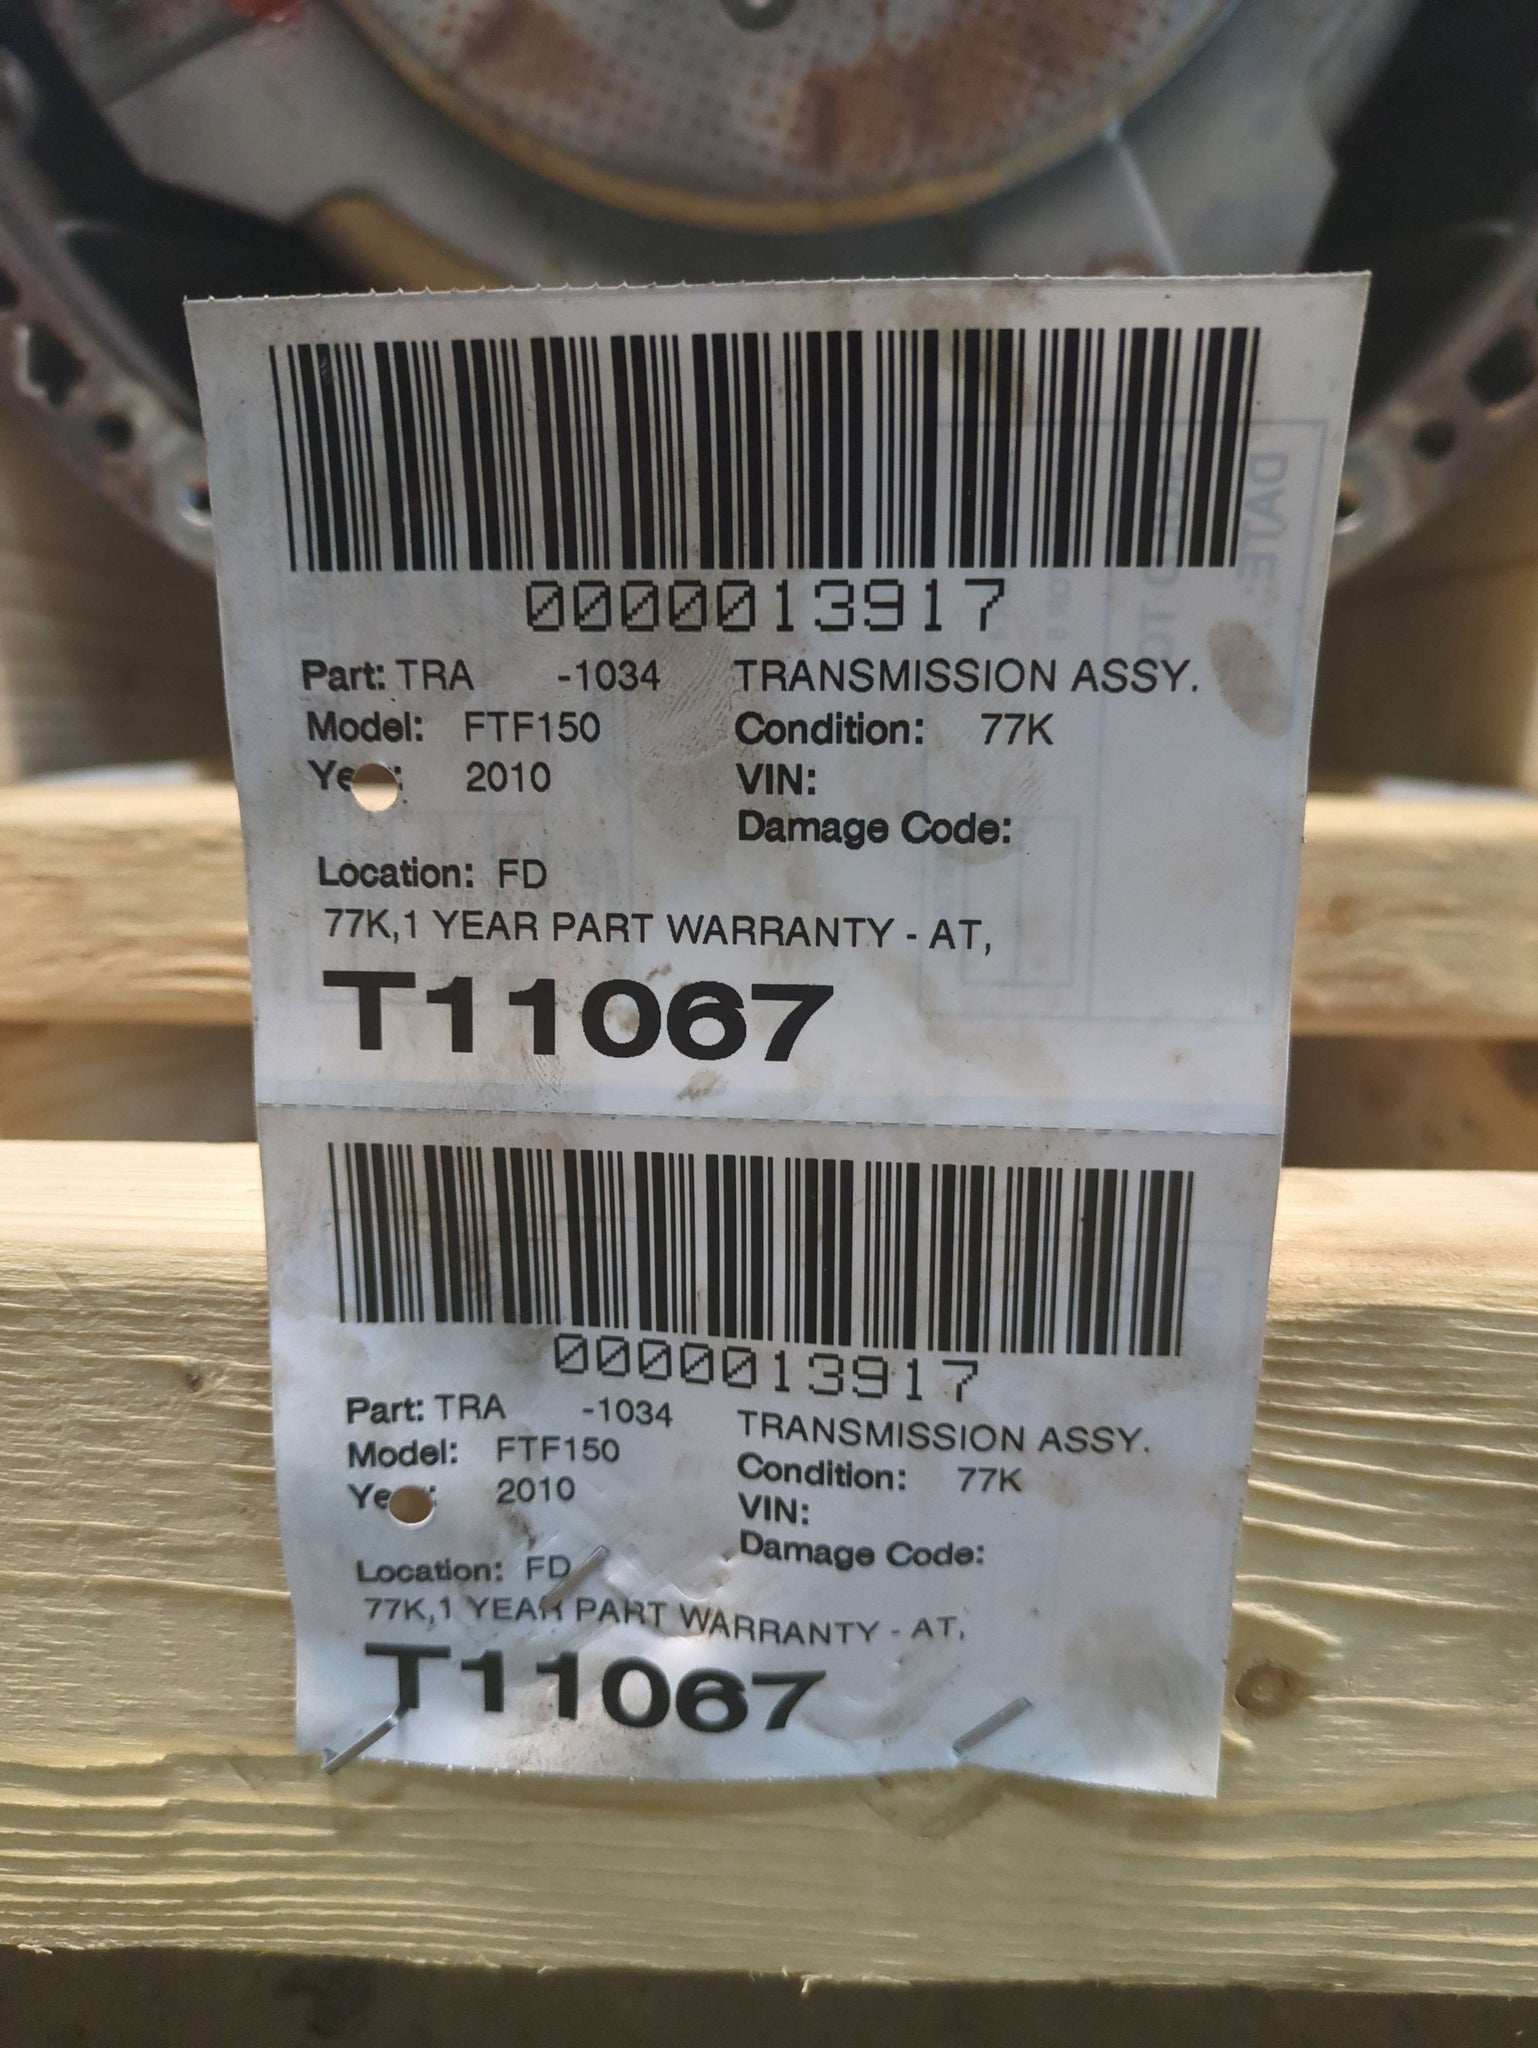 0000013917
Part: TRA -1034 TRANSMISSION ASSY.
Model: FTF150 Condition: 77K
2010 VIN:
Damage Code:
Location: FD
77K,1 YEAR PART WARRANTY - AT,
T11067
0000013917
Part: TRA -1034 TRANSMISSION ASSY.
Model: FTF150 Condition: 77K
2010 VIN:
Damage Code:
Location: FD
77K,1 YEAR PART WARRANTY - AT,
T11067